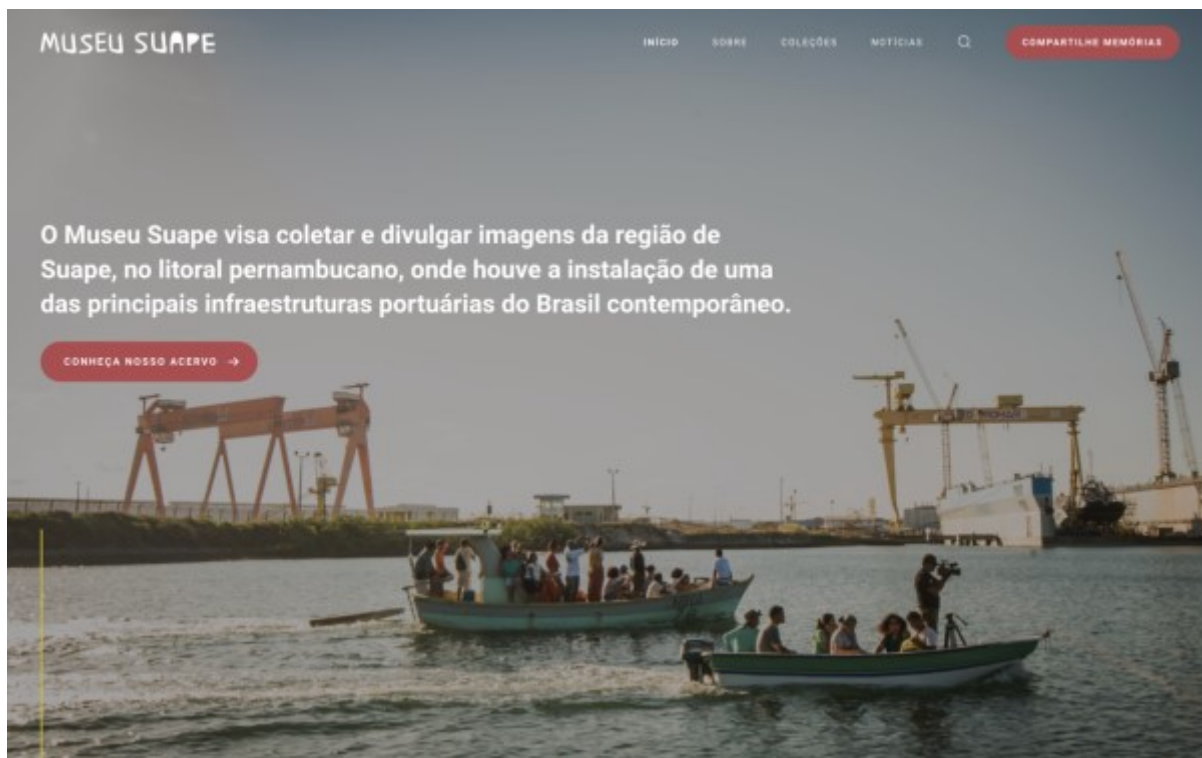 MUSEU SUAPE
INÍCIO SOBRE COLEÇÕES NOTÍCIAS COMPARTILHE MEMÓRIAS
O Museu Suape visa coletar e divulgar imagens da região de
Suape, no litoral pernambucano, onde houve a instalação de uma
das principais infraestruturas portuárias do Brasil contemporâneo.
CONHEÇA NOSSO ACERVO →